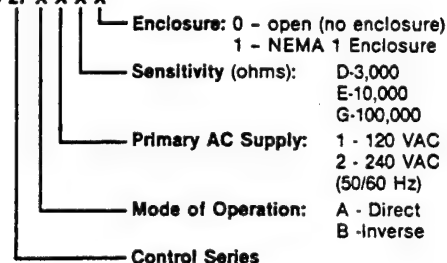 X X X X
Enclosure: 0 - open (no enclosure)
1 - NEMA 1 Enclosure
Sensitivity (ohms): D-3,000
E-10,000
G-100,000
Primary AC Supply: 1 - 120 VAC
2 - 240 VAC
(50/60 Hz)
Mode of Operation: A - Direct
B -Inverse
Control Series